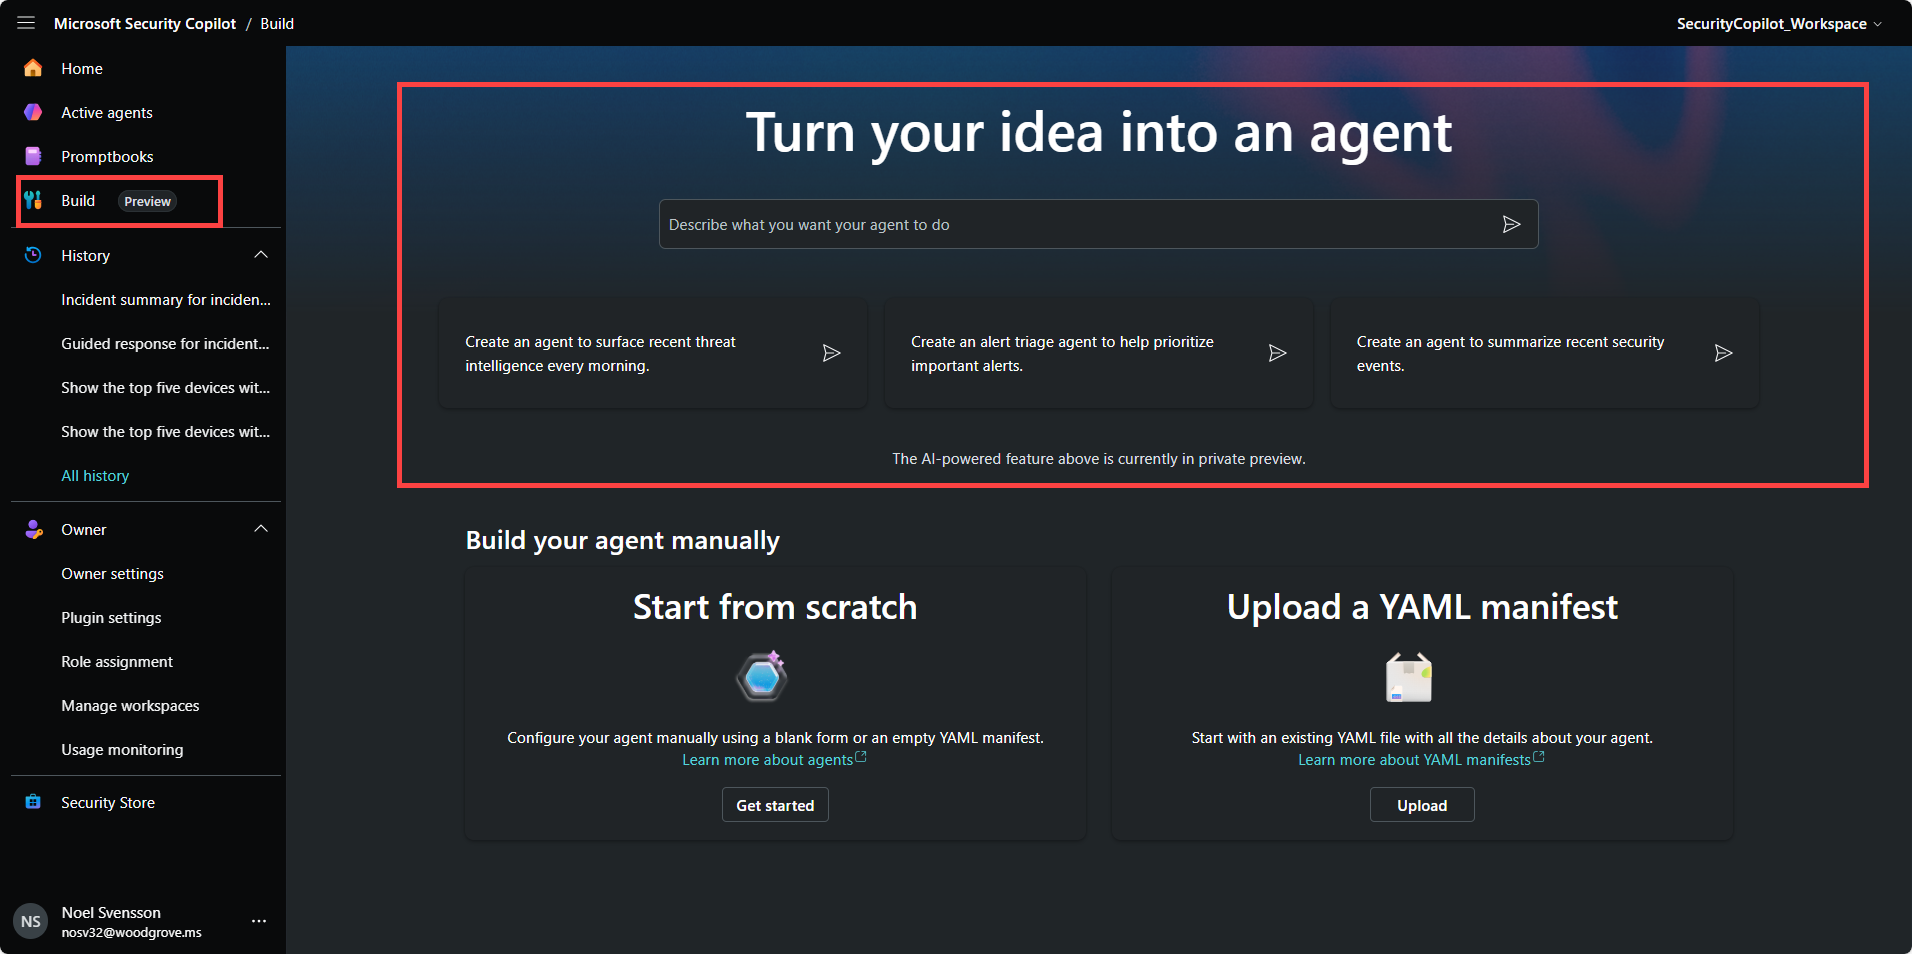 Microsoft Security Copilot / Build
SecurityCopilot_Workspace
Home
Active agents
Promptbooks
Build Preview
History
Incident summary for inciden...
Guided response for incident...
Show the top five devices wit...
Show the top five devices wit...
All history
Owner
Owner settings
Plugin settings
Role assignment
Manage workspaces
Usage monitoring
Security Store
NS
Noel Svensson
nosv32@woodgrove.ms
Turn your idea into an agent
Describe what you want your agent to do
Create an agent to surface recent threat
intelligence every morning.
Create an alert triage agent to help prioritize
important alerts.
Create an agent to summarize recent security
events.
The AI-powered feature above is currently in private preview.
Build your agent manually
Start from scratch
Configure your agent manually using a blank form or an empty YAML manifest.
Learn more about agents
Get started
Upload a YAML manifest
Start with an existing YAML file with all the details about your agent.
Learn more about YAML manifests
Upload